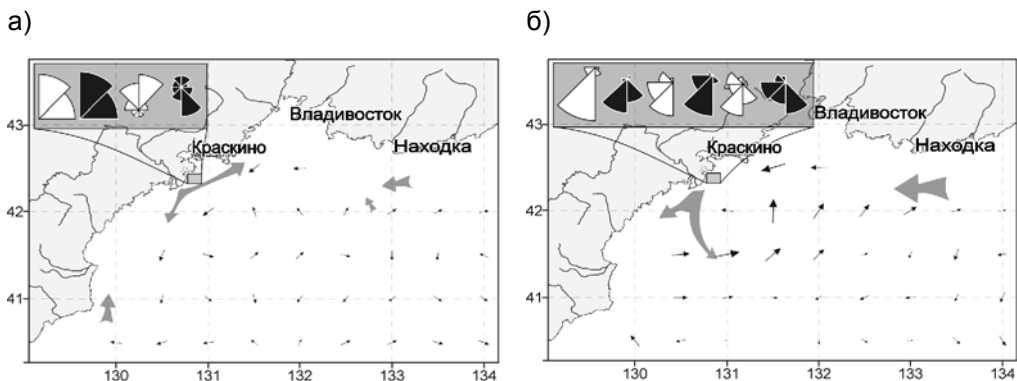 а)
б)
43
42
41
Владивосток
Краскино
Находка
130 131 132 133 134
43
42
41
Владивосток
Краскино
Находка
130 131 132 133 134